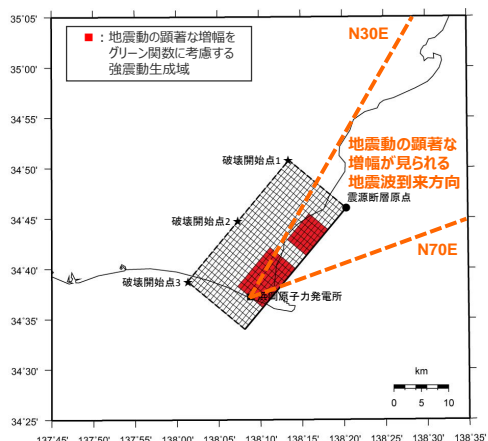 35˚05'
35˚00'
34˚50'
34˚45'
34˚40'
34˚35'
34˚30'
34˚25'
■：地震動の顕著な増幅を
グリーン関数に考慮する
強震動生成域
N30E
地震動の顕著な
増幅が見られる
地震波到来方向
破壊開始点1
震源断層原点
破壊開始点2
N70E
破壊開始点3
岡原子力発電所
km
0 5 10
137˚45' 137˚55' 138˚00' 138˚05' 138˚10' 138˚15' 138˚20' 138˚25' 138˚30' 138˚35'